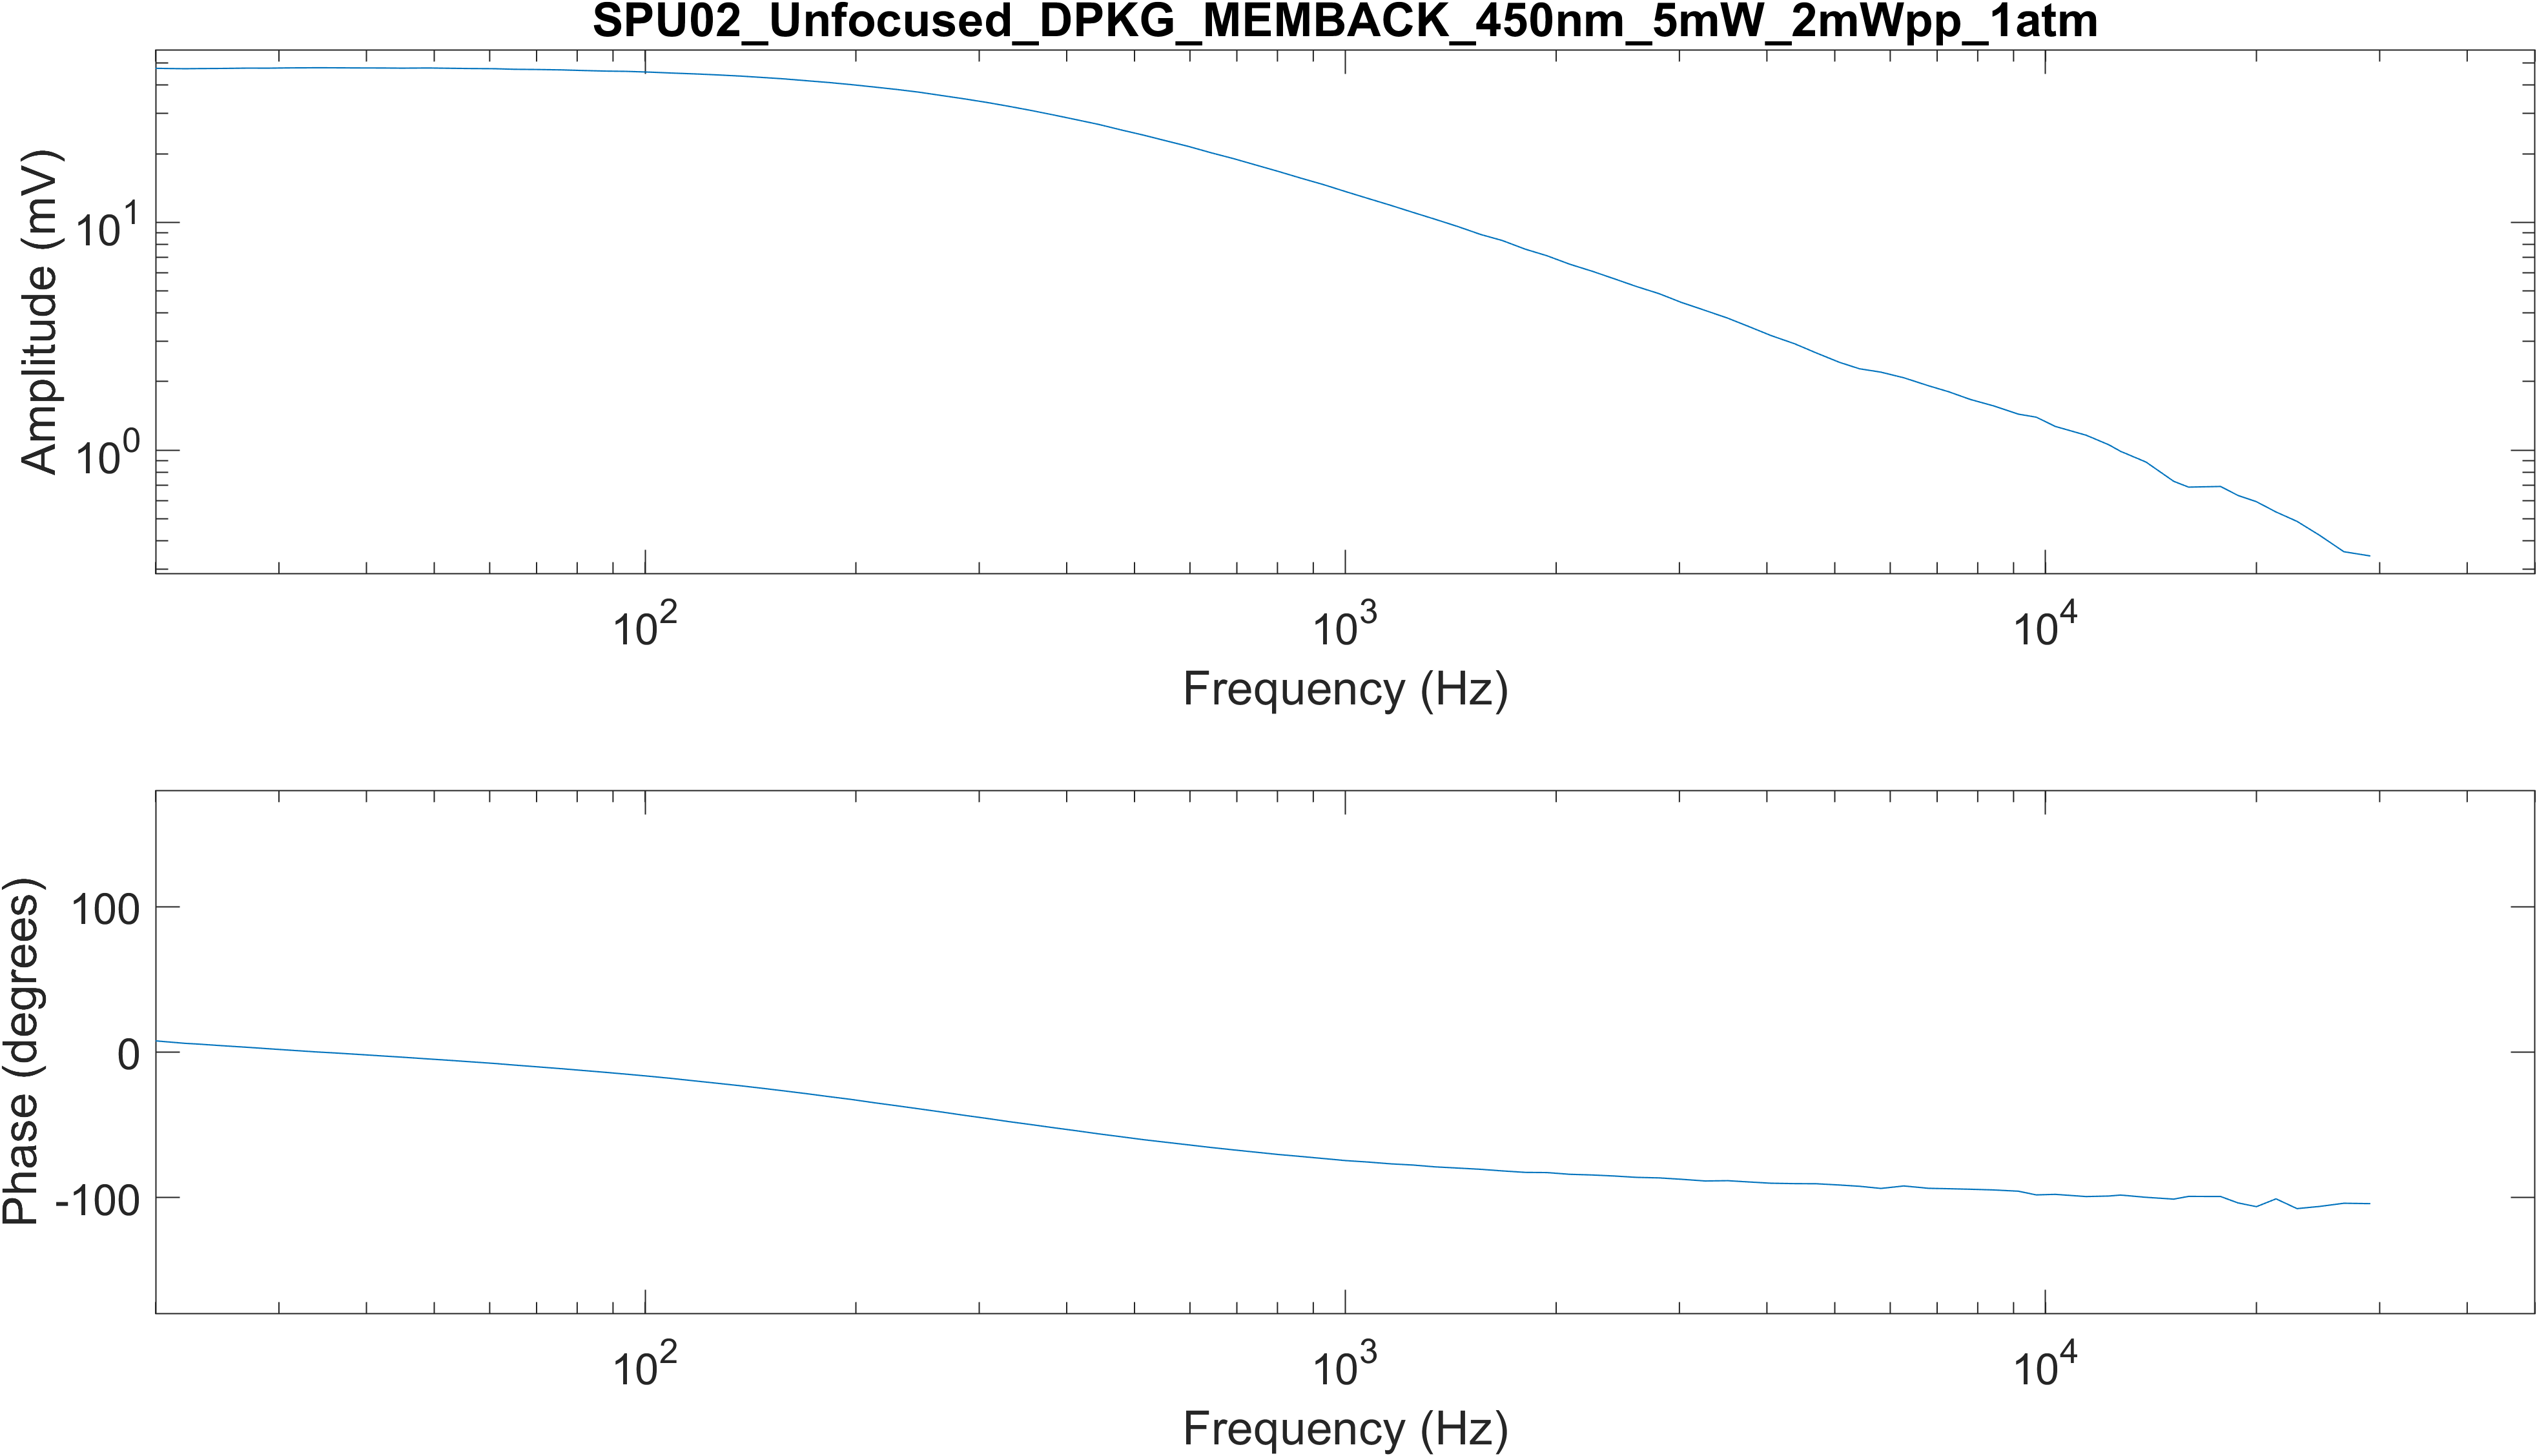 SPU02_Unfocused_DPKG_MEMBACK_450nm_5mW_2mWpp_1atm
Amplitude (mV)
10^1
10^0
10^2 10^3 10^4
Frequency (Hz)
Phase (degrees)
100
0
-100
10^2 10^3 10^4
Frequency (Hz)